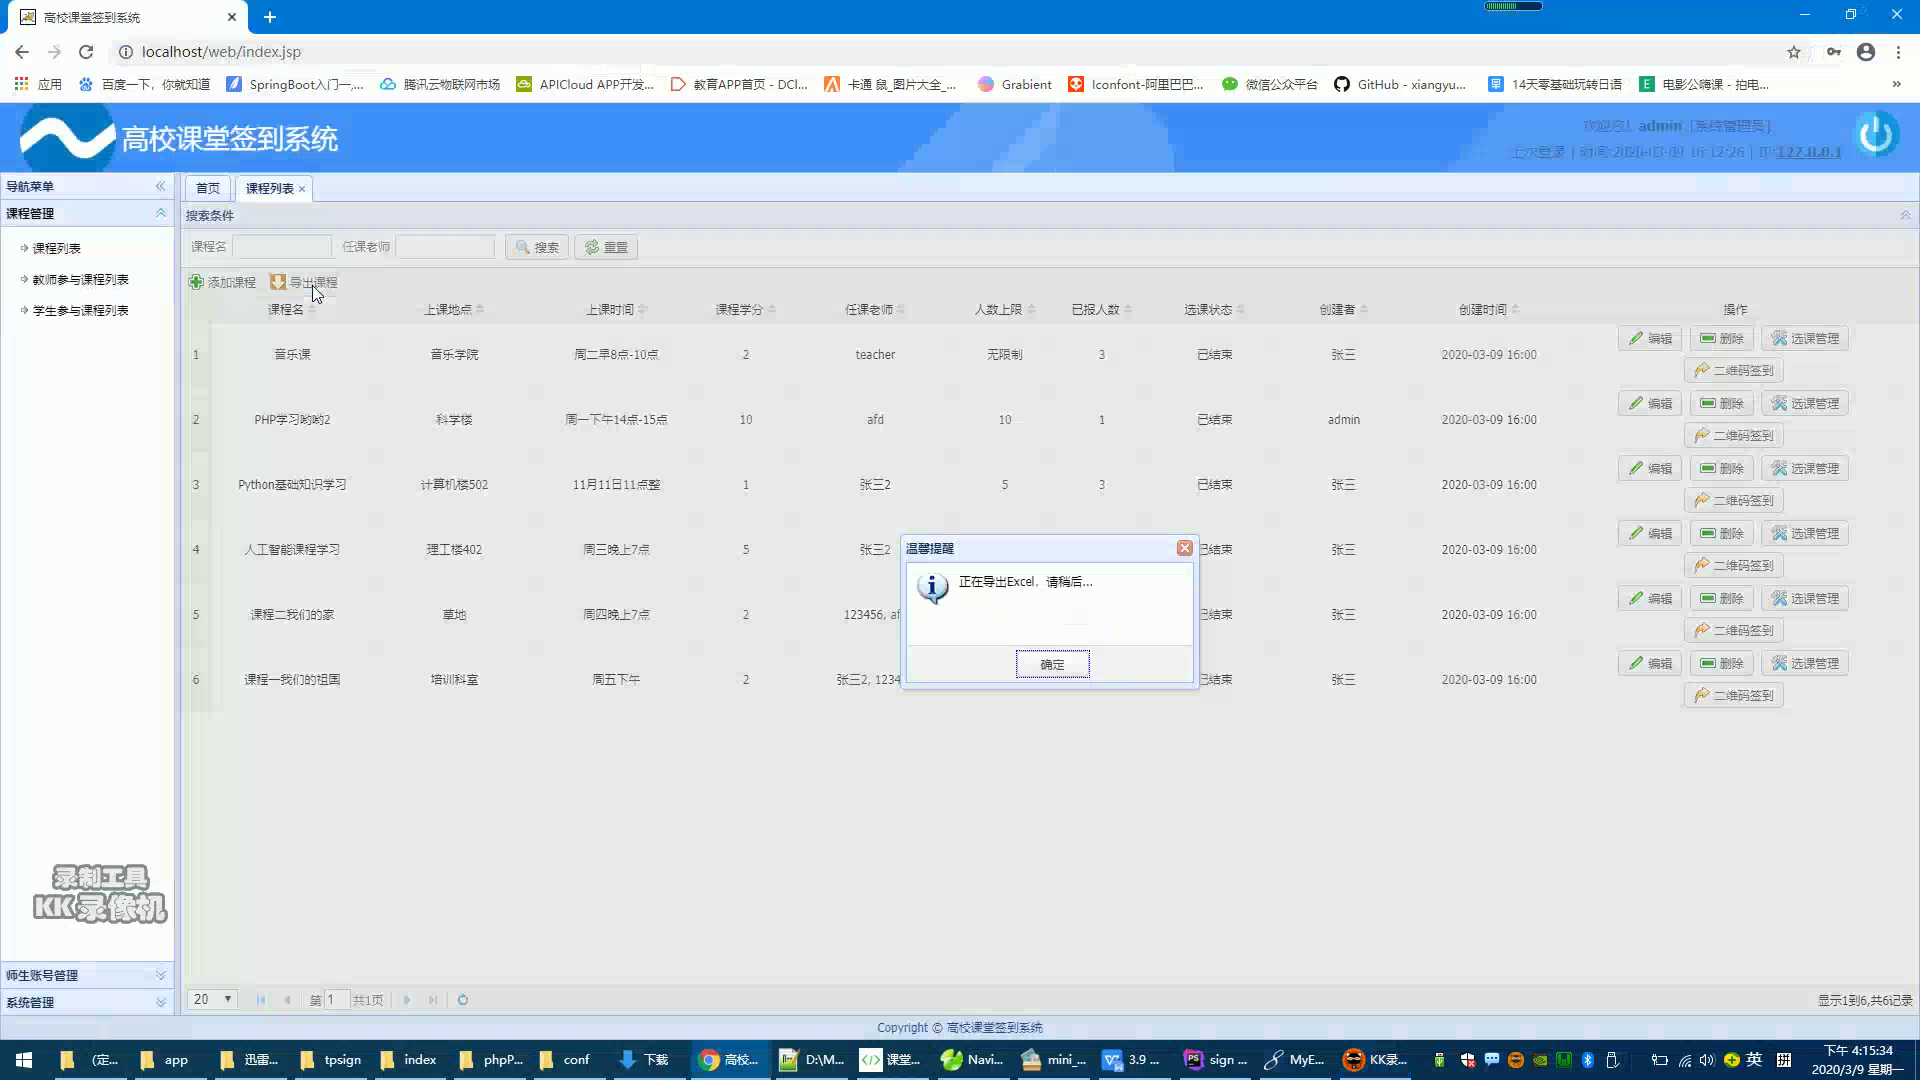 高校课堂签到系统
localhost/web/index.jsp
应用 百度一下，你就知道 SpringBoot入门一,... 腾讯云物联网市场 APICloud APP开发... 教育APP首页 - DCl... 卡通 鼠_图片大全_... Grabient Iconfont-阿里巴巴... 微信公众平台 GitHub - xiangyu... 14天零基础玩转日语 电影公嗨课 - 拍电...
高校课堂签到系统
欢迎您！admin [系统管理员]
上次登录 | 时间:2020-03-09 16:12:26 | IP:127.0.0.1
导航菜单
课程管理
课程列表
教师参与课程列表
学生参与课程列表
师生账号管理
系统管理
首页 课程列表
搜索条件
课程名 任课老师 搜索 重置
添加课程 导出课程
课程名 上课地点 上课时间 课程学分 任课老师 人数上限 已报人数 选课状态 创建者 创建时间 操作
1 音乐课 音乐学院 周二早8点-10点 2 teacher 无限制 3 已结束 张三 2020-03-09 16:00 编辑 删除 选课管理
二维码签到
2 PHP学习哟哟2 科学楼 周一下午14点-15点 10 afd 10 1 已结束 admin 2020-03-09 16:00 编辑 删除 选课管理
二维码签到
3 Python基础知识学习 计算机楼502 11月11日11点整 1 张三2 5 3 已结束 张三 2020-03-09 16:00 编辑 删除 选课管理
二维码签到
4 人工智能课程学习 理工楼402 周三晚上7点 5 张三2 已结束 张三 2020-03-09 16:00 编辑 删除 选课管理
二维码签到
5 课程二我们的家 草地 周四晚上7点 2 123456, af 已结束 张三 2020-03-09 16:00 编辑 删除 选课管理
二维码签到
6 课程一我们的祖国 培训科室 周五下午 2 张三2, 1234 已结束 张三 2020-03-09 16:00 编辑 删除 选课管理
二维码签到
温馨提醒
正在导出Excel，请稍后...
确定
录制工具
KK录像机
20 第 1 共1页 显示1到6,共6记录
Copyright © 高校课堂签到系统
(定... app 迅雷... tpsign index phpP... conf 下载 高校... D:\M... 课堂... Navi... mini_... 3.9 ... sign ... MyE... KK录... 英 拼
下午 4:15:34
2020/3/9 星期一